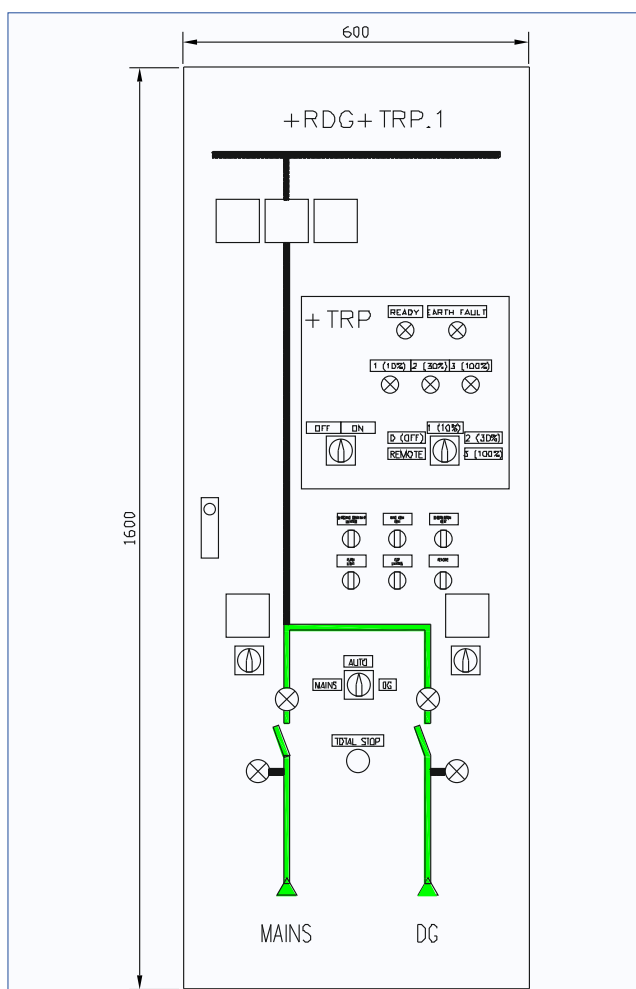 600
+RDG+TRP.1
+TRP
READY EARTH FAULT
1 (10%) 2 (30%) 3 (100%)
OFF ON
1 (10%)
0 (OFF) 2 (30%)
REMOTE 3 (100%)
1600
AUTO
MAINS DG
TOTAL STOP
MAINS DG